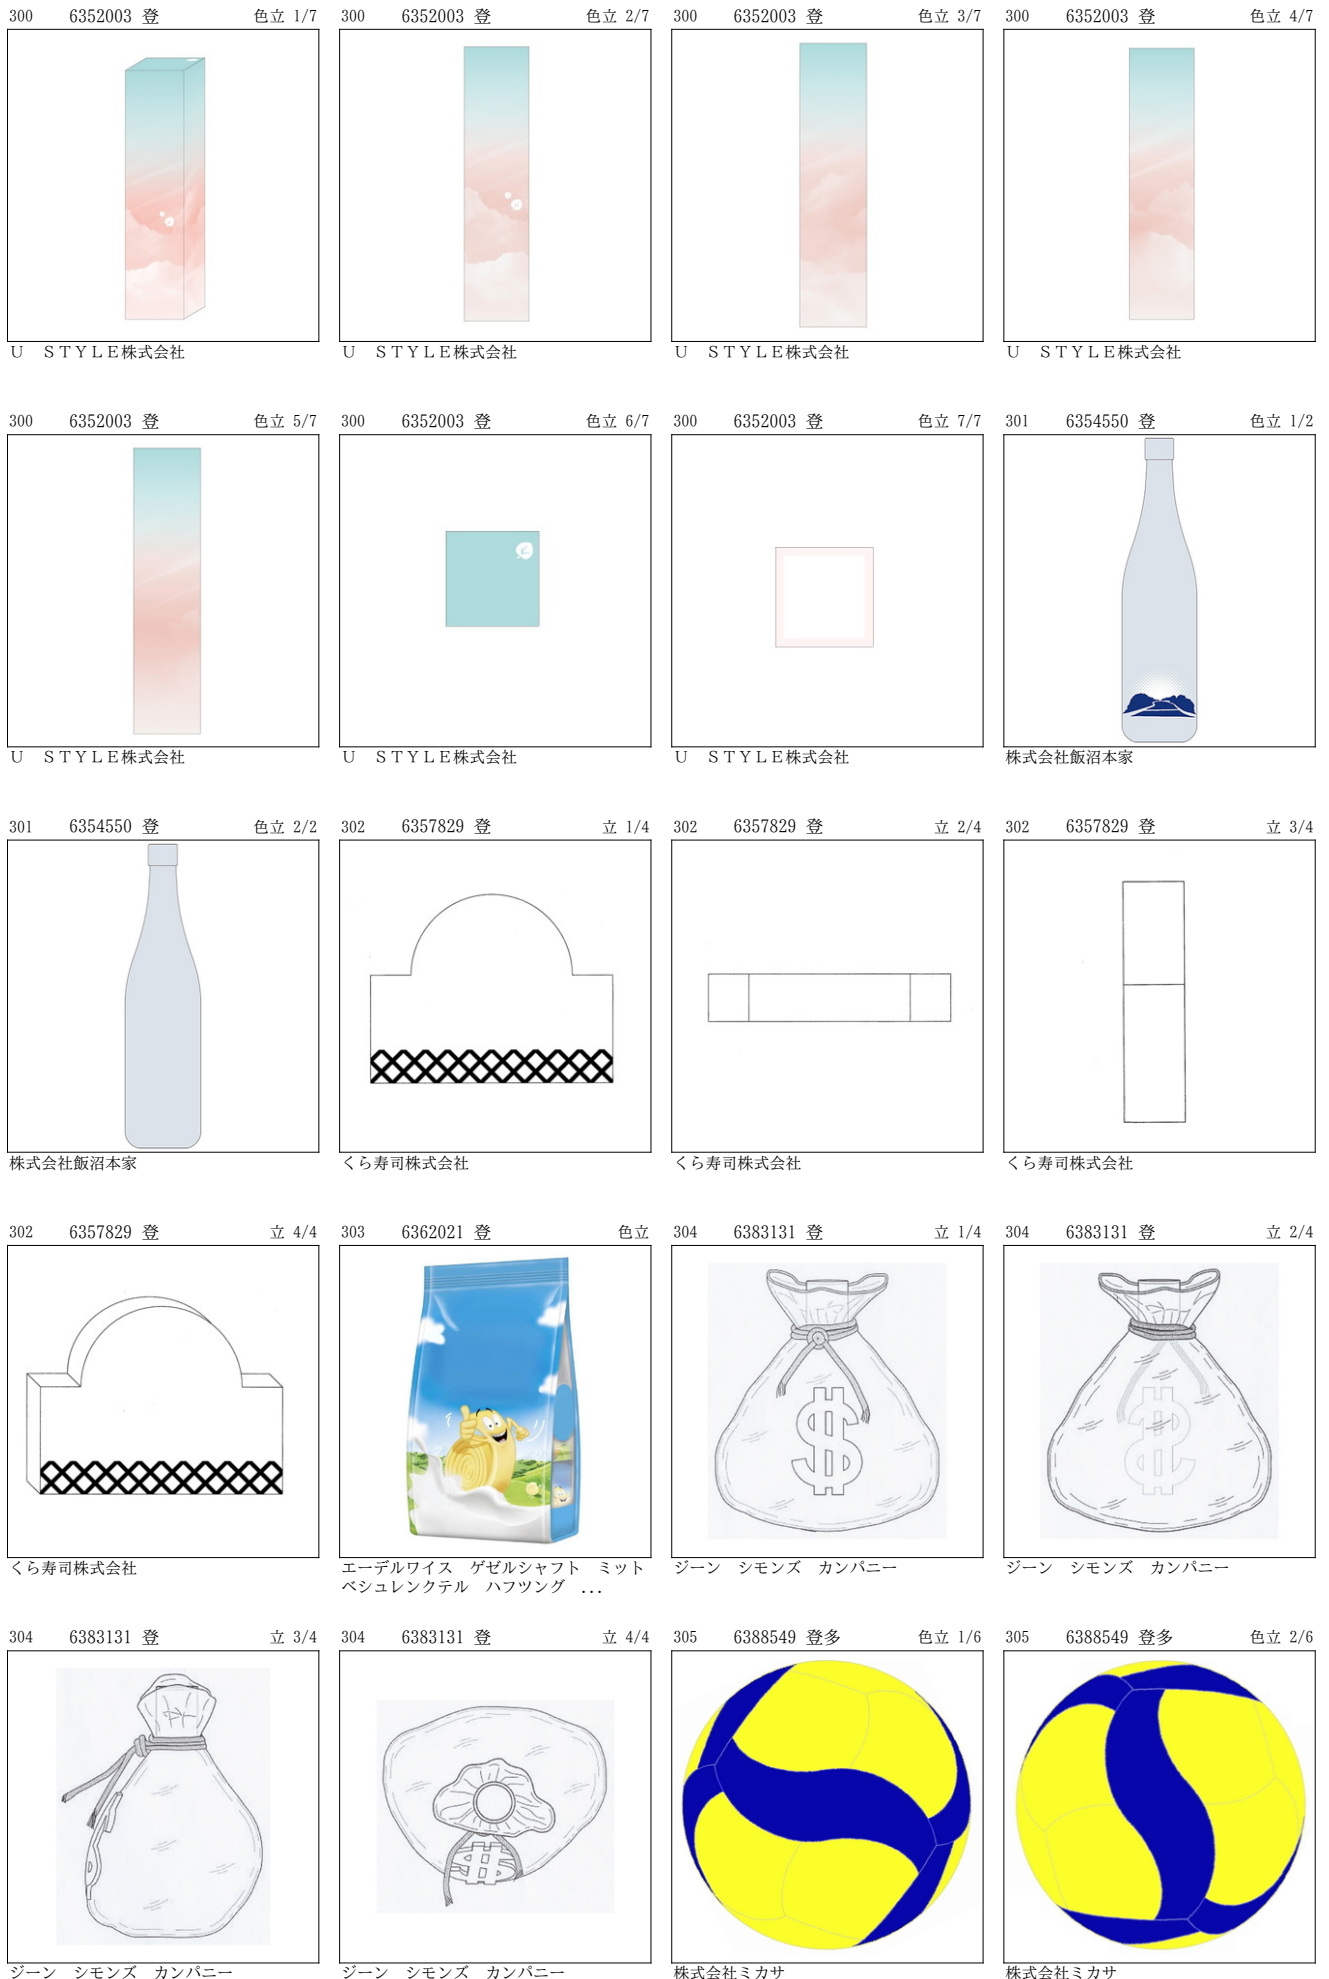 300 6352003 登 色立 1/7
300 6352003 登 色立 2/7
300 6352003 登 色立 3/7
300 6352003 登 色立 4/7
Ｕ　ＳＴＹＬＥ株式会社
Ｕ　ＳＴＹＬＥ株式会社
Ｕ　ＳＴＹＬＥ株式会社
Ｕ　ＳＴＹＬＥ株式会社
300 6352003 登 色立 5/7
300 6352003 登 色立 6/7
300 6352003 登 色立 7/7
301 6354550 登 色立 1/2
Ｕ　ＳＴＹＬＥ株式会社
Ｕ　ＳＴＹＬＥ株式会社
Ｕ　ＳＴＹＬＥ株式会社
株式会社飯沼本家
301 6354550 登 色立 2/2
302 6357829 登 立 1/4
302 6357829 登 立 2/4
302 6357829 登 立 3/4
株式会社飯沼本家
くら寿司株式会社
くら寿司株式会社
くら寿司株式会社
302 6357829 登 立 4/4
303 6362021 登 色立
304 6383131 登 立 1/4
304 6383131 登 立 2/4
$
$
くら寿司株式会社
エーデルワイス　ゲゼルシャフト　ミット
ベシュレンクテル　ハフツング　...
ジーン　シモンズ　カンパニー
ジーン　シモンズ　カンパニー
304 6383131 登 立 3/4
304 6383131 登 立 4/4
305 6388549 登多 色立 1/6
305 6388549 登多 色立 2/6
$
ジーン　シモンズ　カンパニー
ジーン　シモンズ　カンパニー
株式会社ミカサ
株式会社ミカサ